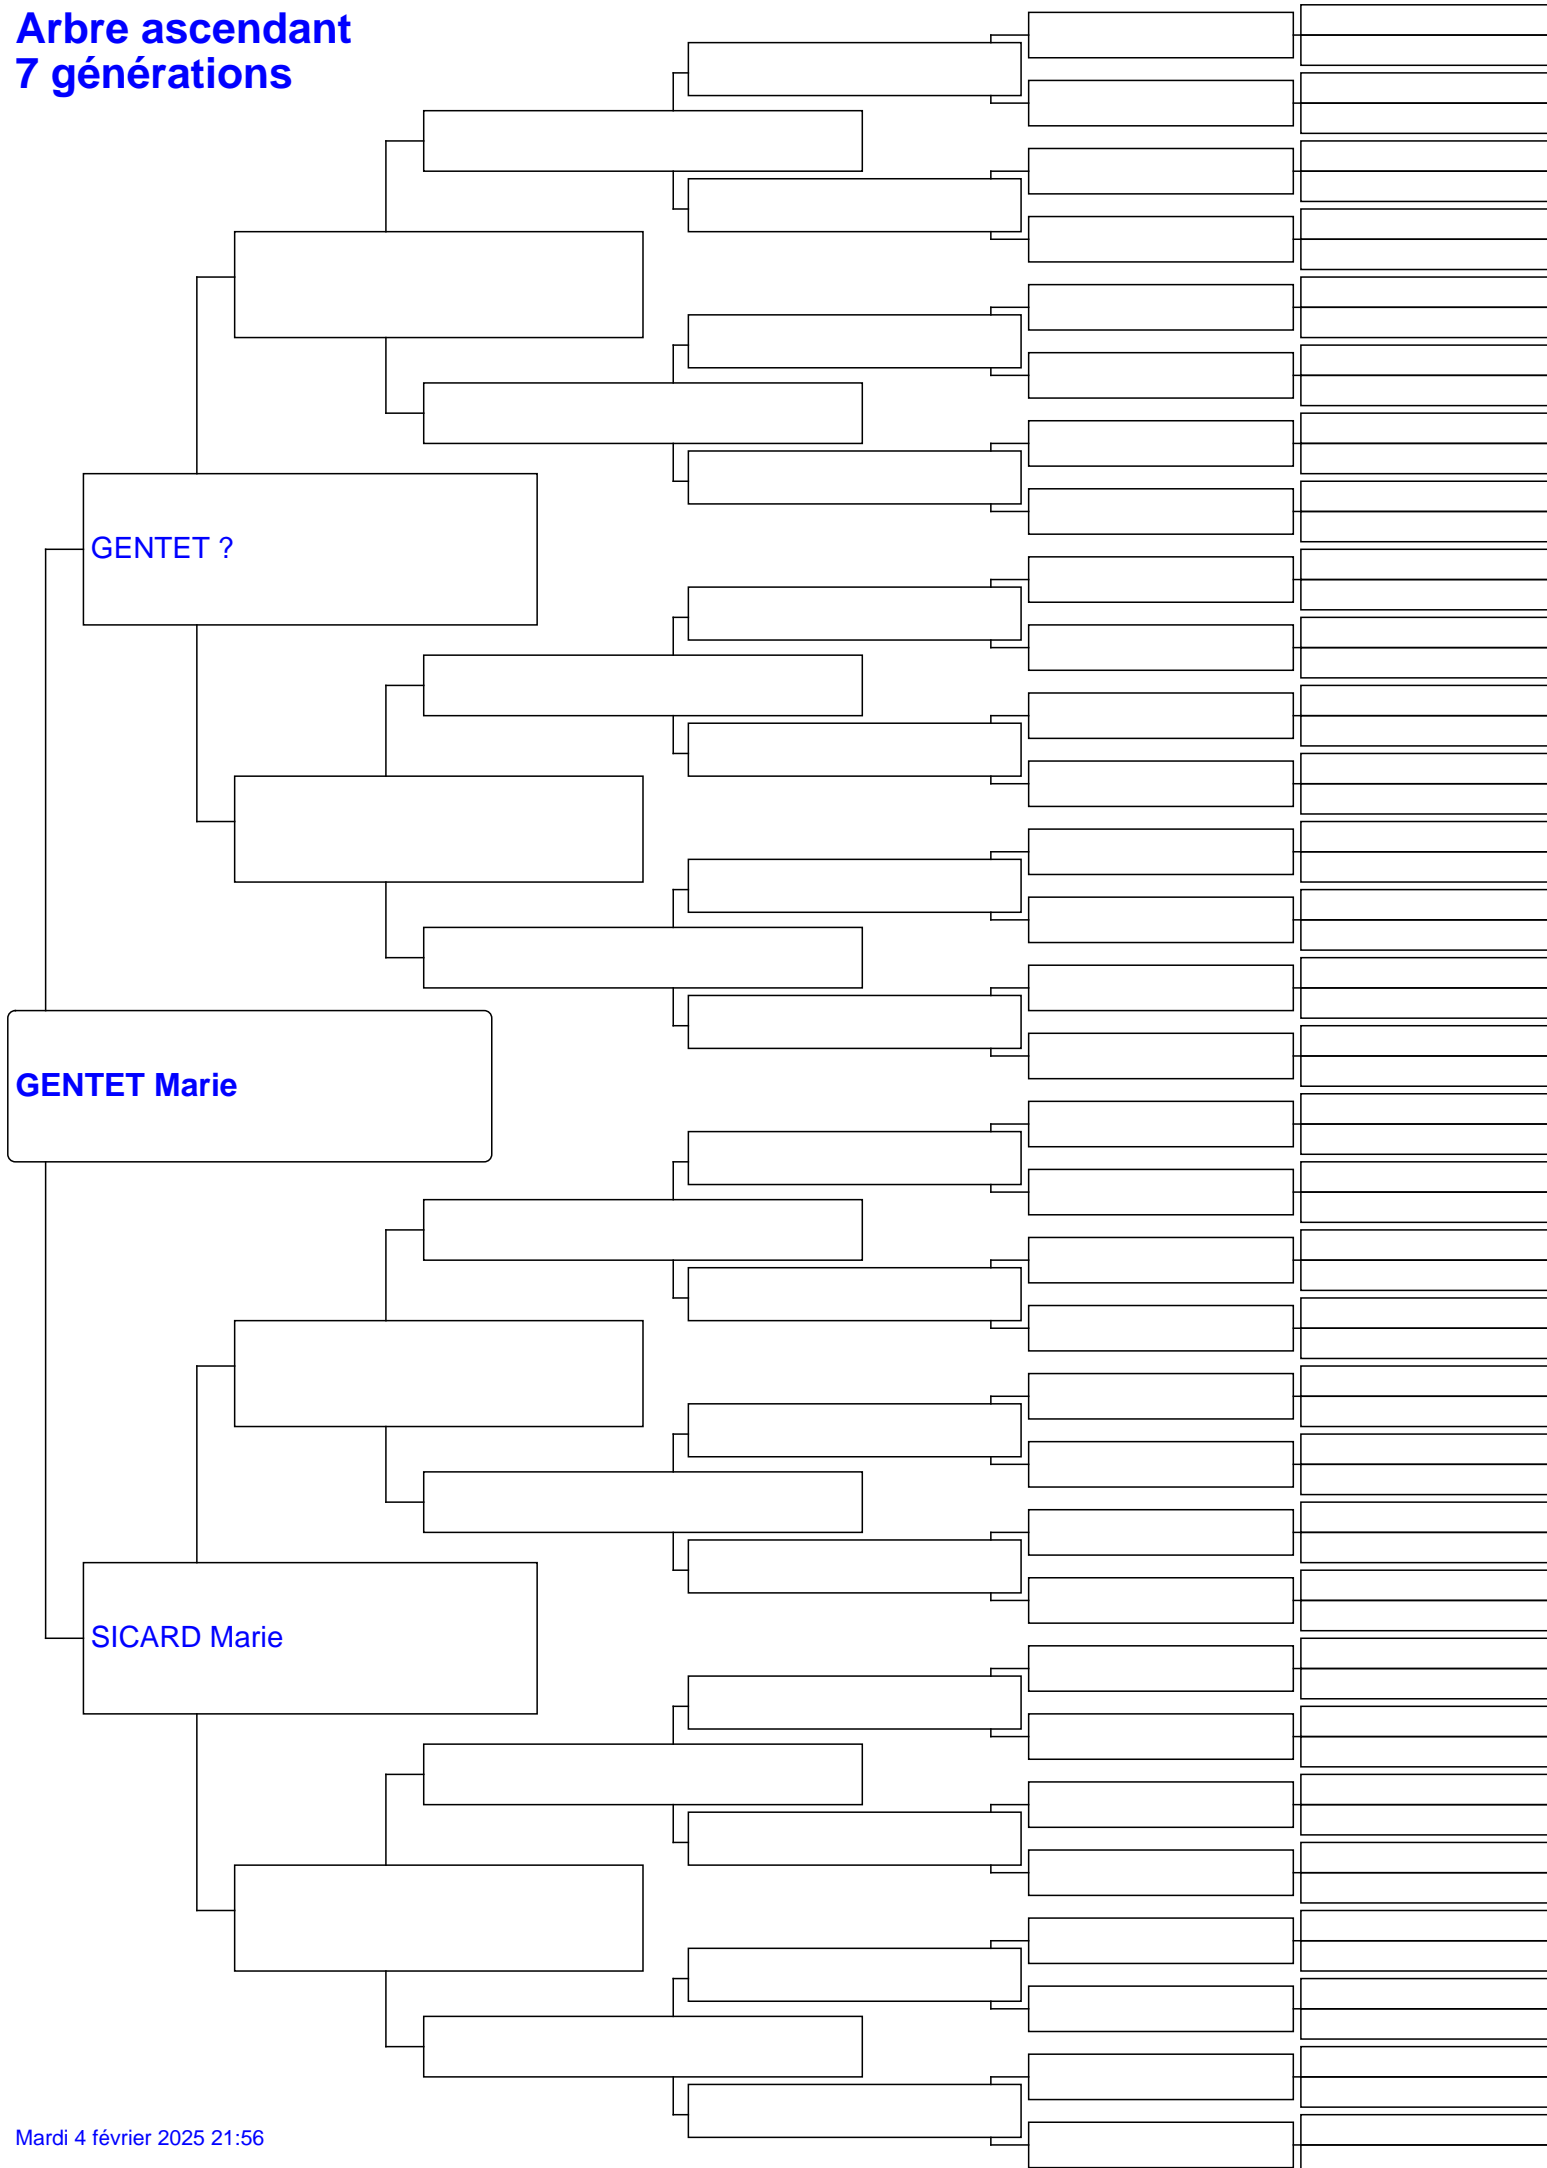 Arbre ascendant
7 générations
GENTET ?
GENTET Marie
SICARD Marie
Mardi 4 février 2025 21:56